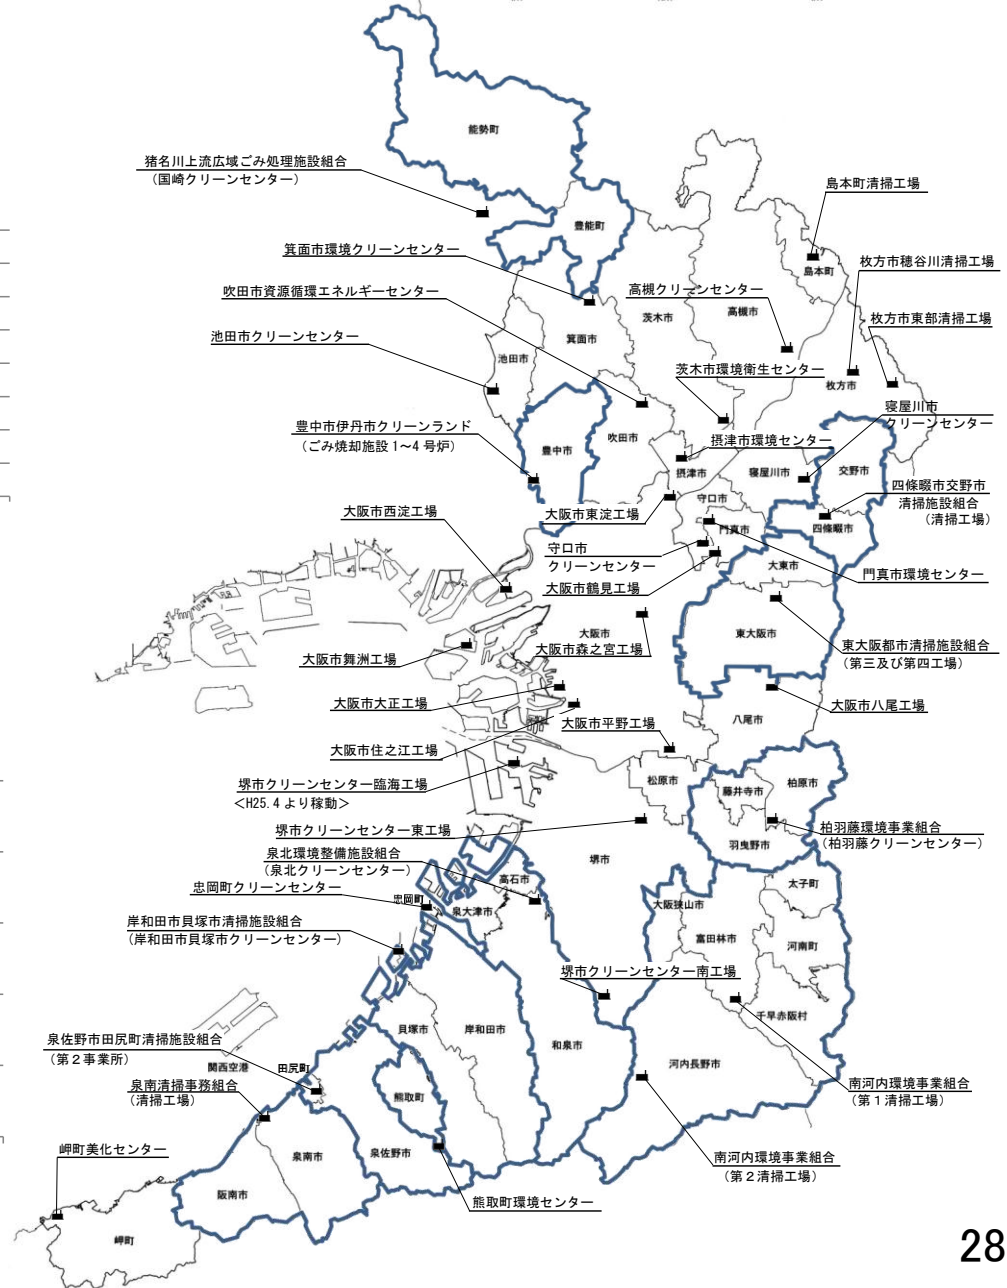 能勢町
猪名川上流広域ごみ処理施設組合
(国崎クリーンセンター)
島本町清掃工場
豊能町
箕面市環境クリーンセンター
島本町
枚方市穂谷川清掃工場
吹田市資源循環エネルギーセンター
高槻クリーンセンター
茨木市
高槻市
枚方市東部清掃工場
池田市クリーンセンター
箕面市
池田市
茨木市環境衛生センター
枚方市
寝屋川市
クリーンセンター
豊中市伊丹市クリーンランド
(ごみ焼却施設1~4号炉)
豊中市
吹田市
摂津市環境センター
摂津市
寝屋川市
交野市
四條畷市交野市
清掃施設組合
(清掃工場)
守口市
大阪市西淀工場
大阪市東淀工場
門真市
四條畷市
守口市
クリーンセンター
大東市
門真市環境センター
大阪市鶴見工場
大阪市
東大阪市
大阪市森之宮工場
東大阪都市清掃施設組合
(第三及び第四工場)
大阪市舞洲工場
大阪市大正工場
大阪市八尾工場
大阪市平野工場
八尾市
大阪市住之江工場
堺市クリーンセンター臨海工場
<H25.4より稼動>
松原市
藤井寺市
柏原市
堺市クリーンセンター東工場
柏羽藤環境事業組合
(柏羽藤クリーンセンター)
羽曳野市
泉北環境整備施設組合
(泉北クリーンセンター)
堺市
高石市
太子町
忠岡町クリーンセンター
忠岡町
泉大津市
大阪狭山市
岸和田市貝塚市清掃施設組合
(岸和田市貝塚市クリーンセンター)
富田林市
河南町
堺市クリーンセンター南工場
千早赤阪村
貝塚市
岸和田市
和泉市
泉佐野市田尻町清掃施設組合
(第2事業所)
関西空港
田尻町
河内長野市
泉南清掃事務組合
(清掃工場)
熊取町
南河内環境事業組合
(第1清掃工場)
岬町美化センター
泉南市
泉佐野市
南河内環境事業組合
(第2清掃工場)
阪南市
熊取町環境センター
岬町
28